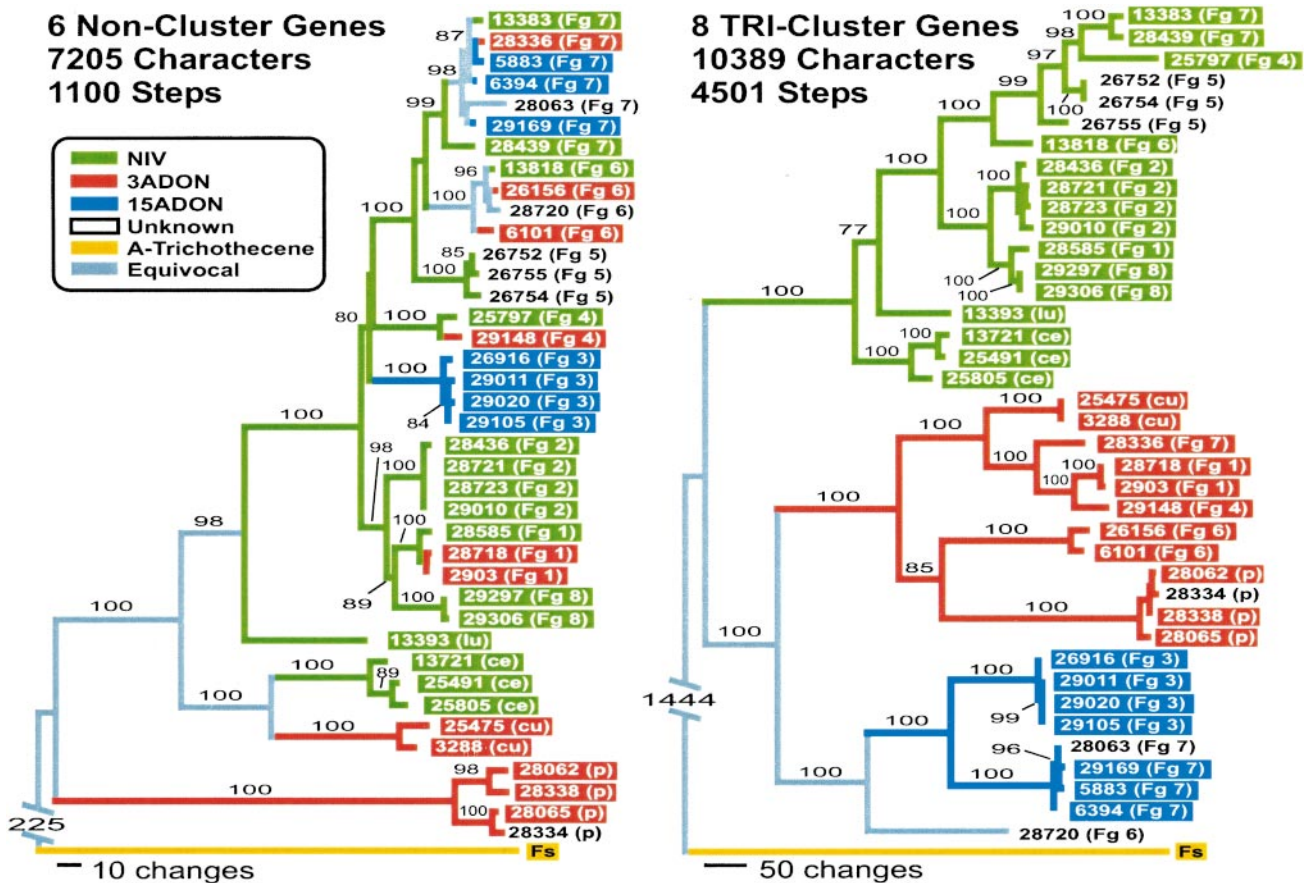 6 Non-Cluster Genes
7205 Characters
1100 Steps
NIV
3ADON
15ADON
Unknown
A-Trichothecene
Equivocal
87
98
99
96
100
85
100
80
100
100
84
100
98
100
100
89
100
98
100
100
89
100
100
98
100
100
225
13383 (Fg 7)
28336 (Fg 7)
5883 (Fg 7)
6394 (Fg 7)
28063 (Fg 7)
29169 (Fg 7)
28439 (Fg 7)
13818 (Fg 6)
26156 (Fg 6)
28720 (Fg 6)
6101 (Fg 6)
26752 (Fg 5)
26755 (Fg 5)
26754 (Fg 5)
25797 (Fg 4)
29148 (Fg 4)
26916 (Fg 3)
29011 (Fg 3)
29020 (Fg 3)
29105 (Fg 3)
28436 (Fg 2)
28721 (Fg 2)
28723 (Fg 2)
29010 (Fg 2)
28585 (Fg 1)
28718 (Fg 1)
2903 (Fg 1)
29297 (Fg 8)
29306 (Fg 8)
13393 (lu)
13721 (ce)
25491 (ce)
25805 (ce)
25475 (cu)
3288 (cu)
28062 (p)
28338 (p)
28065 (p)
28334 (p)
Fs
10 changes
8 TRI-Cluster Genes
10389 Characters
4501 Steps
100
98
97
100
99
100
100
100
100
100
100
77
100
100
100
100
100
100
100
100
100
85
100
100
100
99
100
96
100
100
1444
13383 (Fg 7)
28439 (Fg 7)
25797 (Fg 4)
26752 (Fg 5)
26754 (Fg 5)
26755 (Fg 5)
13818 (Fg 6)
28436 (Fg 2)
28721 (Fg 2)
28723 (Fg 2)
29010 (Fg 2)
28585 (Fg 1)
29297 (Fg 8)
29306 (Fg 8)
13393 (lu)
13721 (ce)
25491 (ce)
25805 (ce)
25475 (cu)
3288 (cu)
28336 (Fg 7)
28718 (Fg 1)
2903 (Fg 1)
29148 (Fg 4)
26156 (Fg 6)
6101 (Fg 6)
28062 (p)
28334 (p)
28338 (p)
28065 (p)
26916 (Fg 3)
29011 (Fg 3)
29020 (Fg 3)
29105 (Fg 3)
28063 (Fg 7)
29169 (Fg 7)
5883 (Fg 7)
6394 (Fg 7)
28720 (Fg 6)
Fs
50 changes